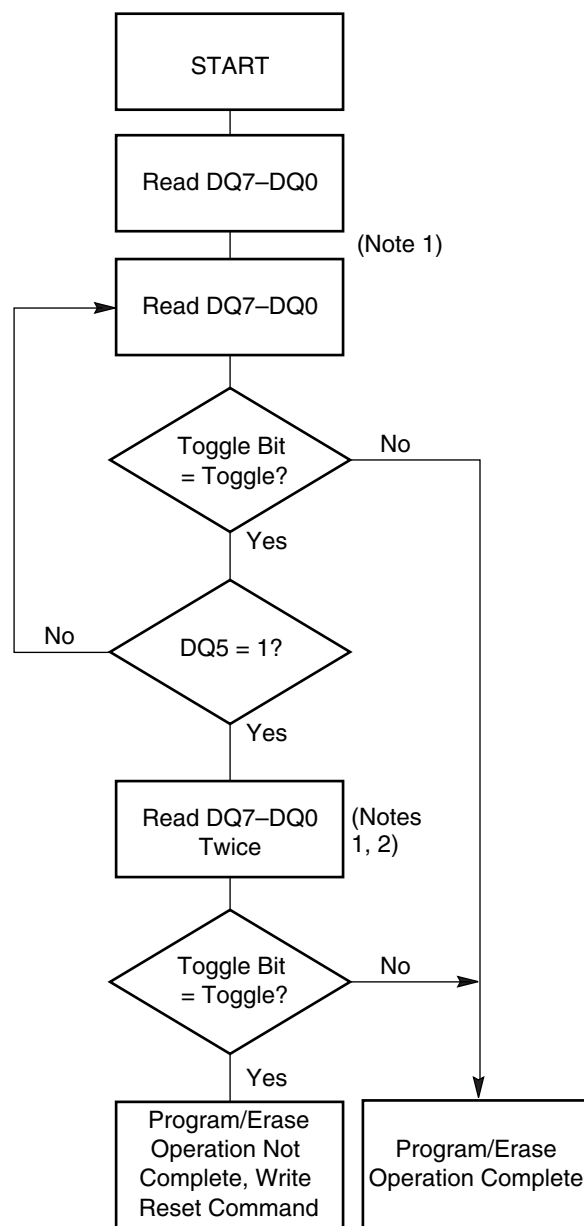 START
Read DQ7–DQ0
(Note 1)
Read DQ7–DQ0
Toggle Bit
= Toggle?
No
Yes
No
DQ5 = 1?
Yes
Read DQ7–DQ0
Twice
(Notes
1, 2)
Toggle Bit
= Toggle?
No
Yes
Program/Erase
Operation Not
Complete, Write
Reset Command
Program/Erase
Operation Complete